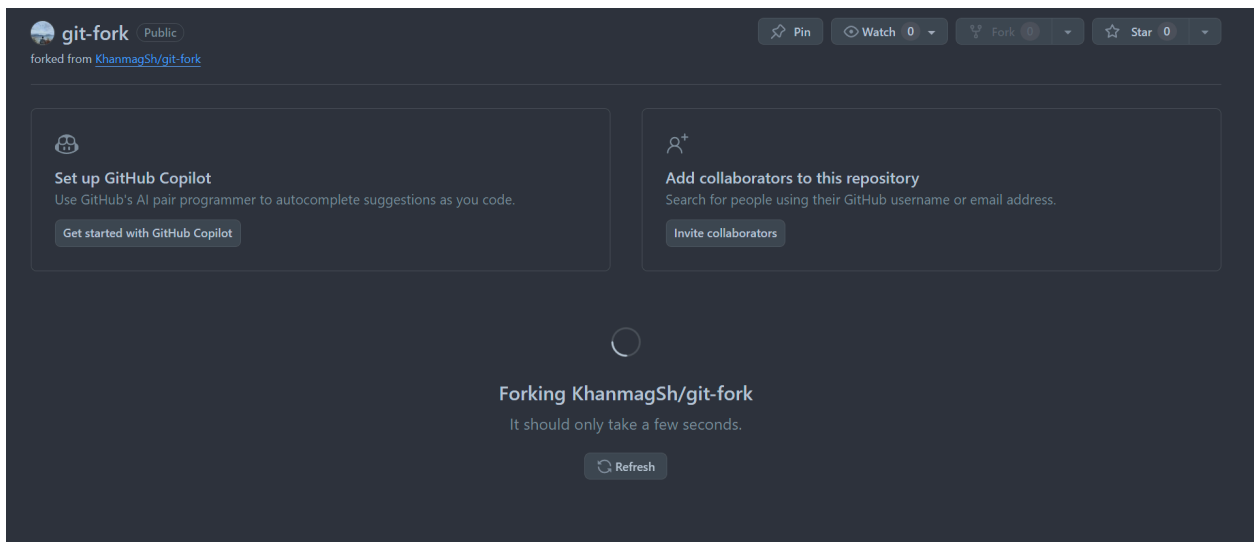 git-fork Public
Pin Watch 0 Fork 0 Star 0
forked from KhanmagSh/git-fork
Set up GitHub Copilot
Use GitHub's AI pair programmer to autocomplete suggestions as you code.
Get started with GitHub Copilot
Add collaborators to this repository
Search for people using their GitHub username or email address.
Invite collaborators
Forking KhanmagSh/git-fork
It should only take a few seconds.
Refresh